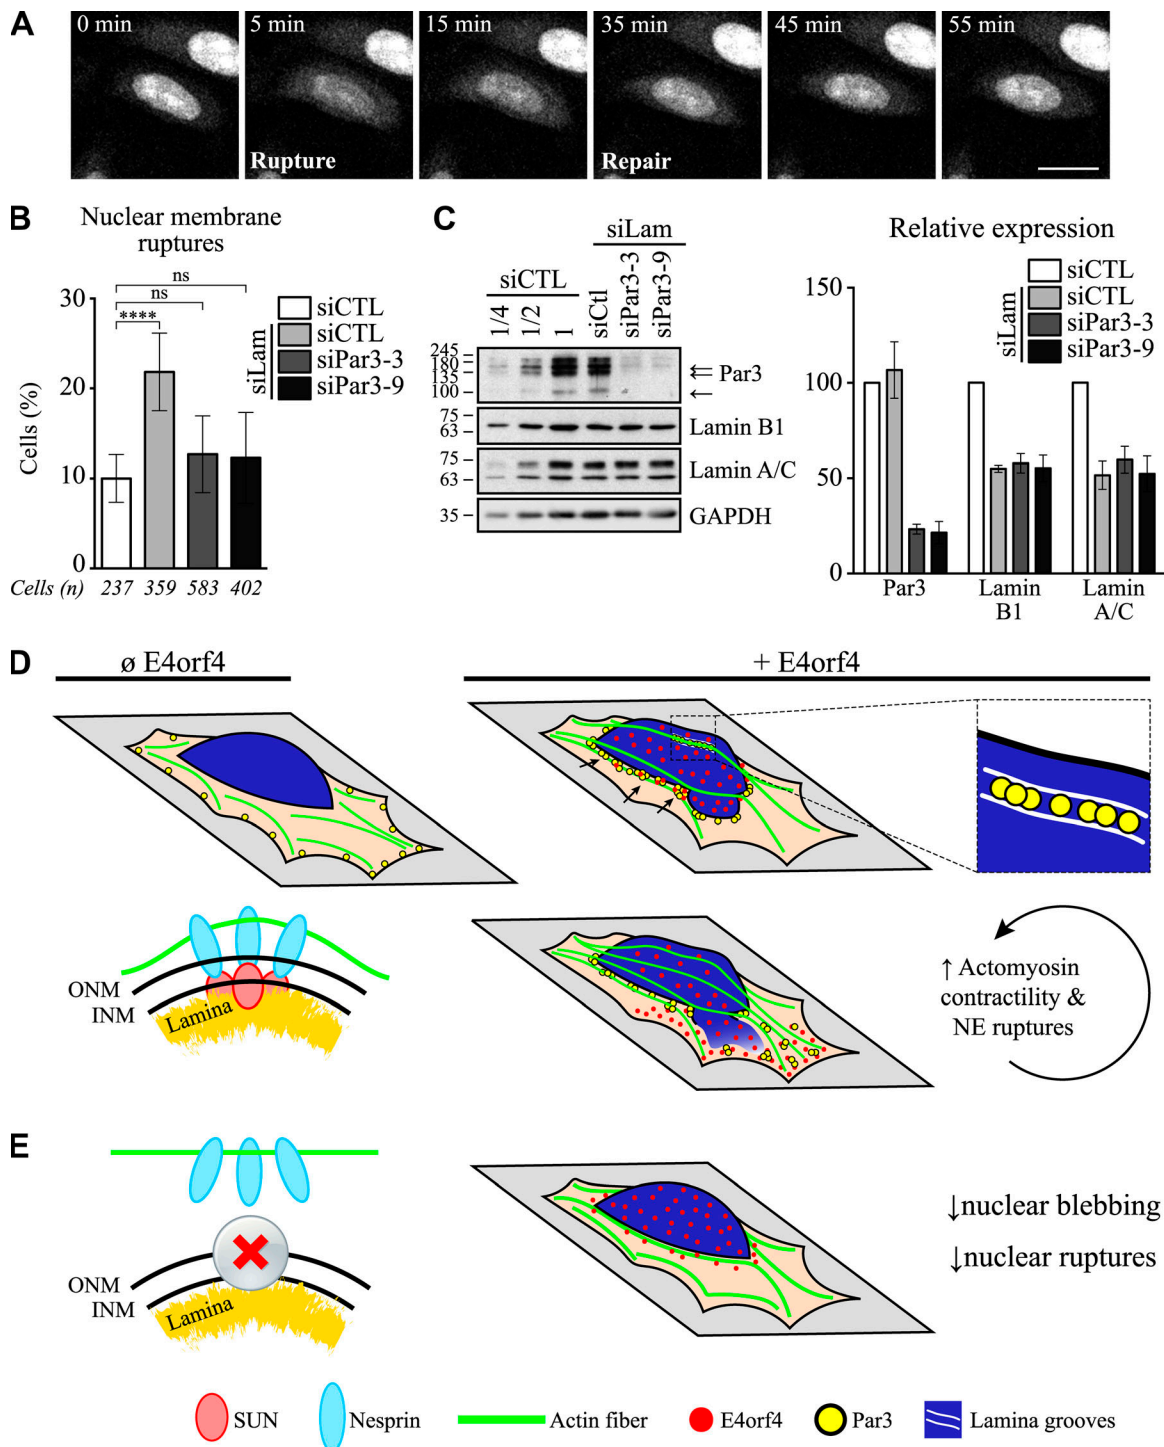 A
0 min
5 min
15 min
35 min
45 min
55 min
Rupture
Repair
B
Nuclear membrane
ruptures
ns
ns
****
30
20
10
0
Cells (%)
siCTL
siCTL
siPar3-3
siPar3-9
siLam
Cells (n) 237 359 583 402
C
siLam
siCTL
1/4
1/2
1
siCtl
siPar3-3
siPar3-9
245
180
135
100
Par3
75
63
Lamin B1
75
63
Lamin A/C
35
GAPDH
Relative expression
150
100
50
0
siCTL
siCTL
siPar3-3
siPar3-9
siLam
Par3
Lamin
B1
Lamin
A/C
D
ø E4orf4
+ E4orf4
ONM
INM
Lamina
↑ Actomyosin
contractility &
NE ruptures
E
ONM
INM
Lamina
↓nuclear blebbing
↓nuclear ruptures
SUN
Nesprin
Actin fiber
E4orf4
Par3
Lamina grooves